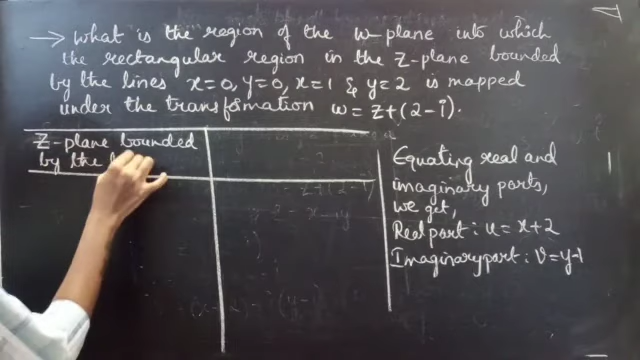 → What is the region of the w-plane into which
the rectangular region in the Z-plane bounded
by the lines x=0, y=0, x=1 & y=2 is mapped
under the transformation w=z+(2-i).
Z-plane bounded
by the l
Equating real and
imaginary parts,
we get,
Real part : u=x+2
Imaginary part : v=y-1